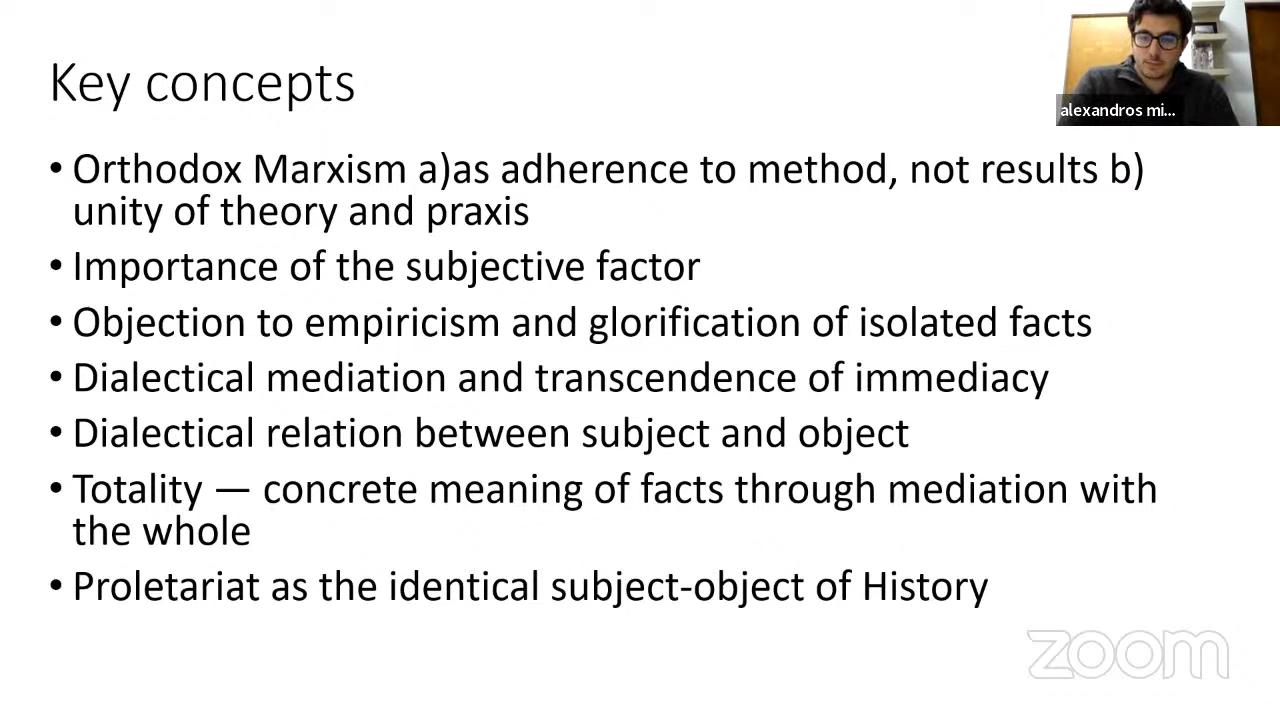 Key concepts
alexandros mi...
• Orthodox Marxism a)as adherence to method, not results b)
unity of theory and praxis
• Importance of the subjective factor
• Objection to empiricism and glorification of isolated facts
• Dialectical mediation and transcendence of immediacy
• Dialectical relation between subject and object
• Totality — concrete meaning of facts through mediation with
the whole
• Proletariat as the identical subject-object of History
zoom